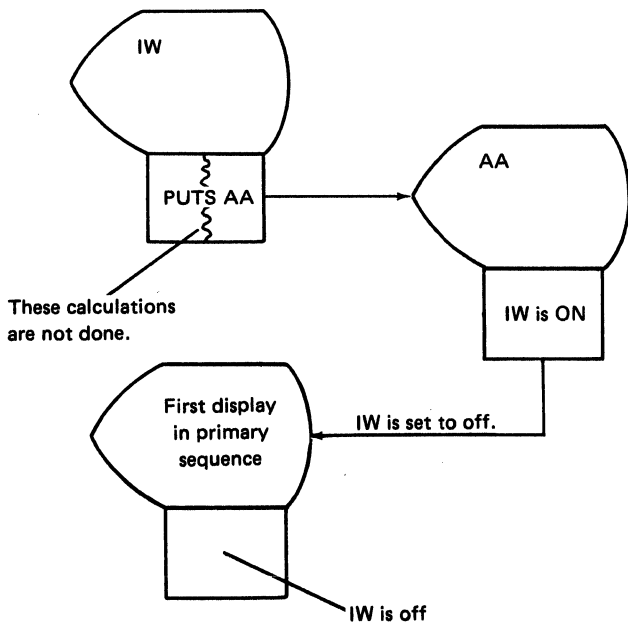 IW
PUTS AA
AA
IW is ON
These calculations
are not done.
First display
in primary
sequence
IW is set to off.
IW is off